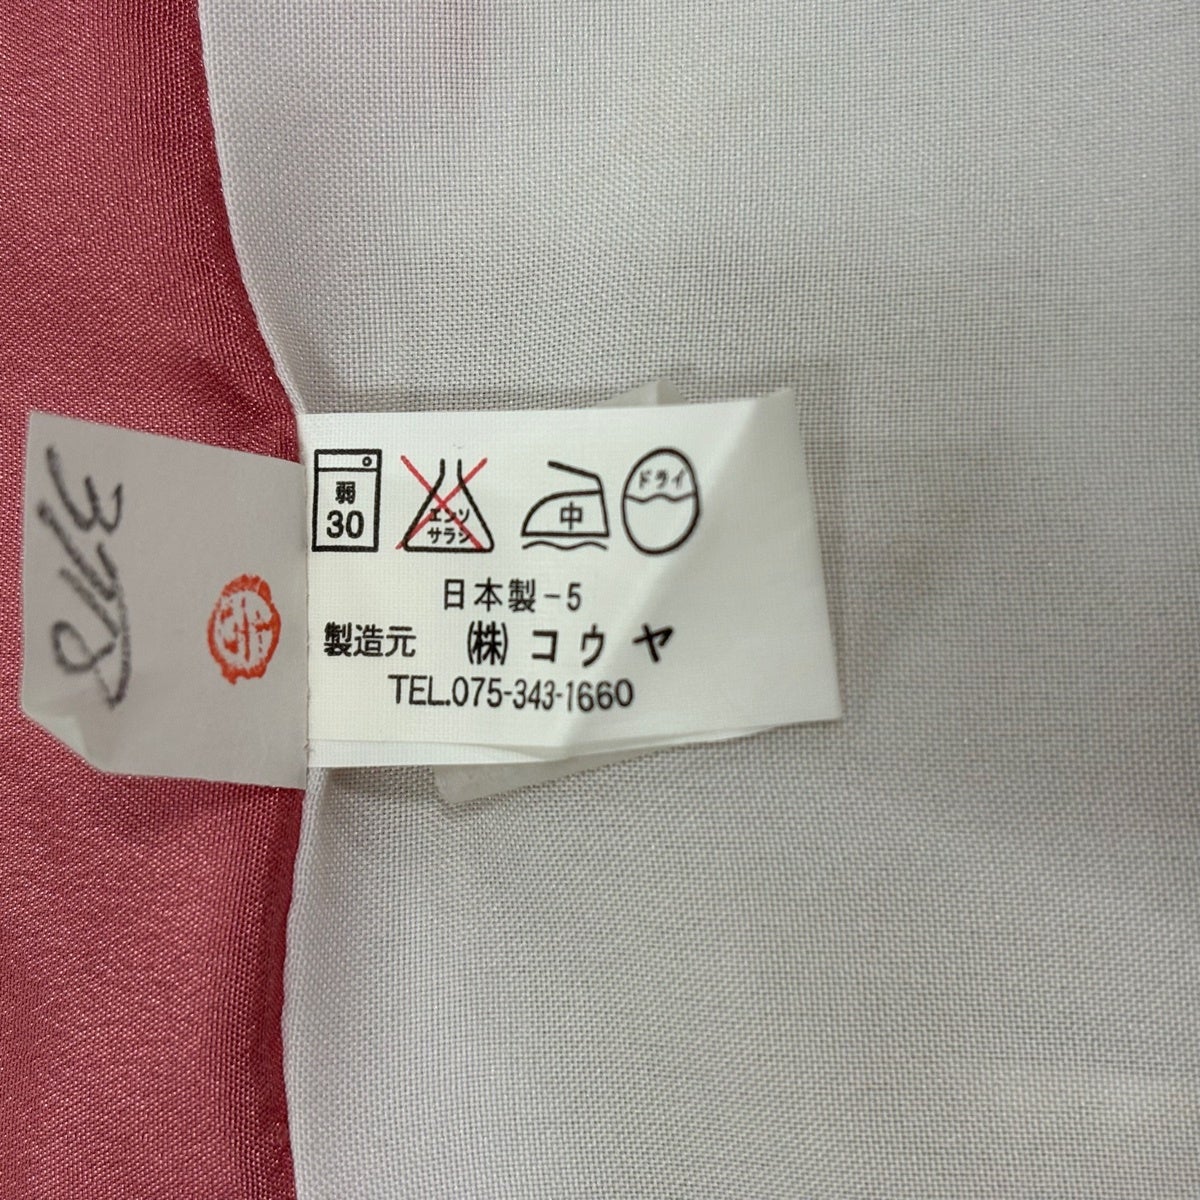 弱
30
エンソ
サラシ
中
ドライ
日本製-5
製造元 ㈱コウヤ
TEL.075-343-1660